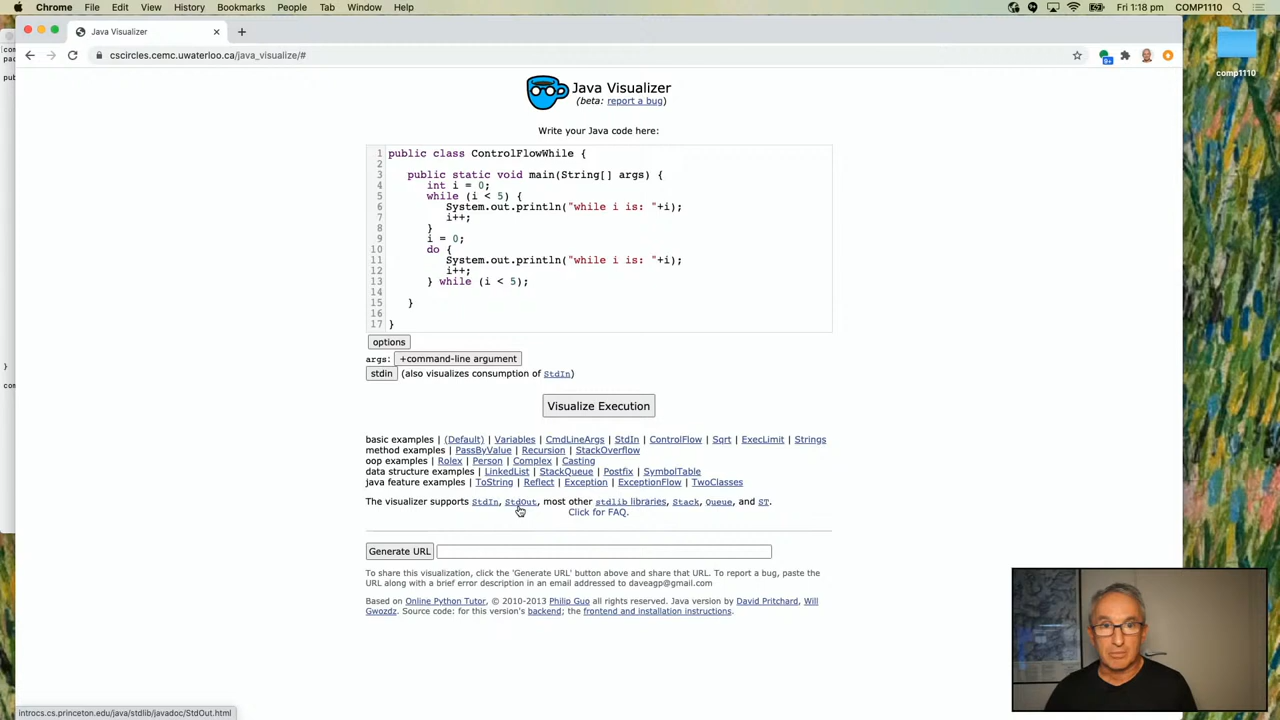 Chrome File Edit View History Bookmarks People Tab Window Help Fri 1:18 pm COMP1110
Java Visualizer
cscircles.cemc.uwaterloo.ca/java_visualize/#
9+
comp1110
Java Visualizer
(beta: report a bug)
Write your Java code here:
1 public class ControlFlowWhile {
2
3 public static void main(String[] args) {
4 int i = 0;
5 while (i < 5) {
6 System.out.println("while i is: "+i);
7 i++;
8 }
9 i = 0;
10 do {
11 System.out.println("while i is: "+i);
12 i++;
13 } while (i < 5);
14
15 }
16
17 }
options
args: +command-line argument
stdin (also visualizes consumption of StdIn)
Visualize Execution
basic examples | (Default) | Variables | CmdLineArgs | StdIn | ControlFlow | Sqrt | ExecLimit | Strings
method examples | PassByValue | Recursion | StackOverflow
oop examples | Rolex | Person | Complex | Casting
data structure examples | LinkedList | StackQueue | Postfix | SymbolTable
java feature examples | ToString | Reflect | Exception | ExceptionFlow | TwoClasses
The visualizer supports StdIn, StdOut, most other stdlib libraries, Stack, Queue, and ST.
Click for FAQ.
Generate URL
To share this visualization, click the 'Generate URL' button above and share that URL. To report a bug, paste the
URL along with a brief error description in an email addressed to daveagp@gmail.com
Based on Online Python Tutor, © 2010-2013 Philip Guo all rights reserved. Java version by David Pritchard, Will
Gwozdz. Source code: for this version's backend; the frontend and installation instructions.
introcs.cs.princeton.edu/java/stdlib/javadoc/StdOut.html